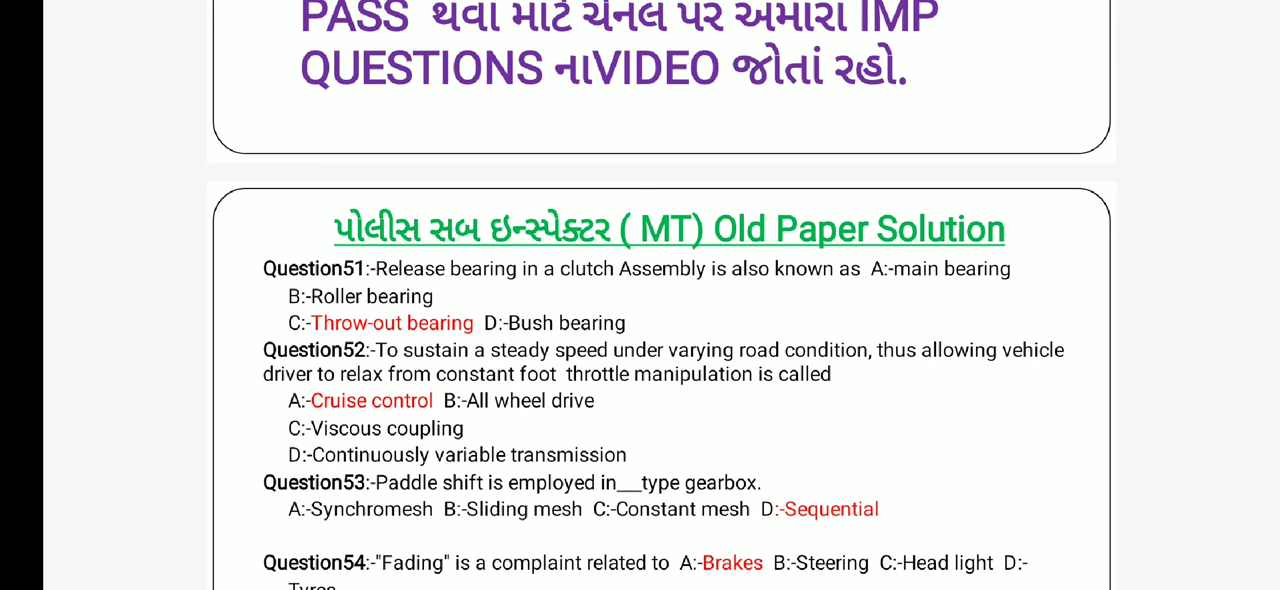 PASS થવા માટે ચેનલ પર અમારા IMP
QUESTIONS નાVIDEO જોતાં રહો.
પોલીસ સબ ઇન્સ્પેક્ટર ( MT) Old Paper Solution
Question51:-Release bearing in a clutch Assembly is also known as A:-main bearing
B:-Roller bearing
C:-Throw-out bearing D:-Bush bearing
Question52:-To sustain a steady speed under varying road condition, thus allowing vehicle
driver to relax from constant foot throttle manipulation is called
A:-Cruise control B:-All wheel drive
C:-Viscous coupling
D:-Continuously variable transmission
Question53:-Paddle shift is employed in__type gearbox.
A:-Synchromesh B:-Sliding mesh C:-Constant mesh D:-Sequential
Question54:-"Fading" is a complaint related to A:-Brakes B:-Steering C:-Head light D:-
Tyres